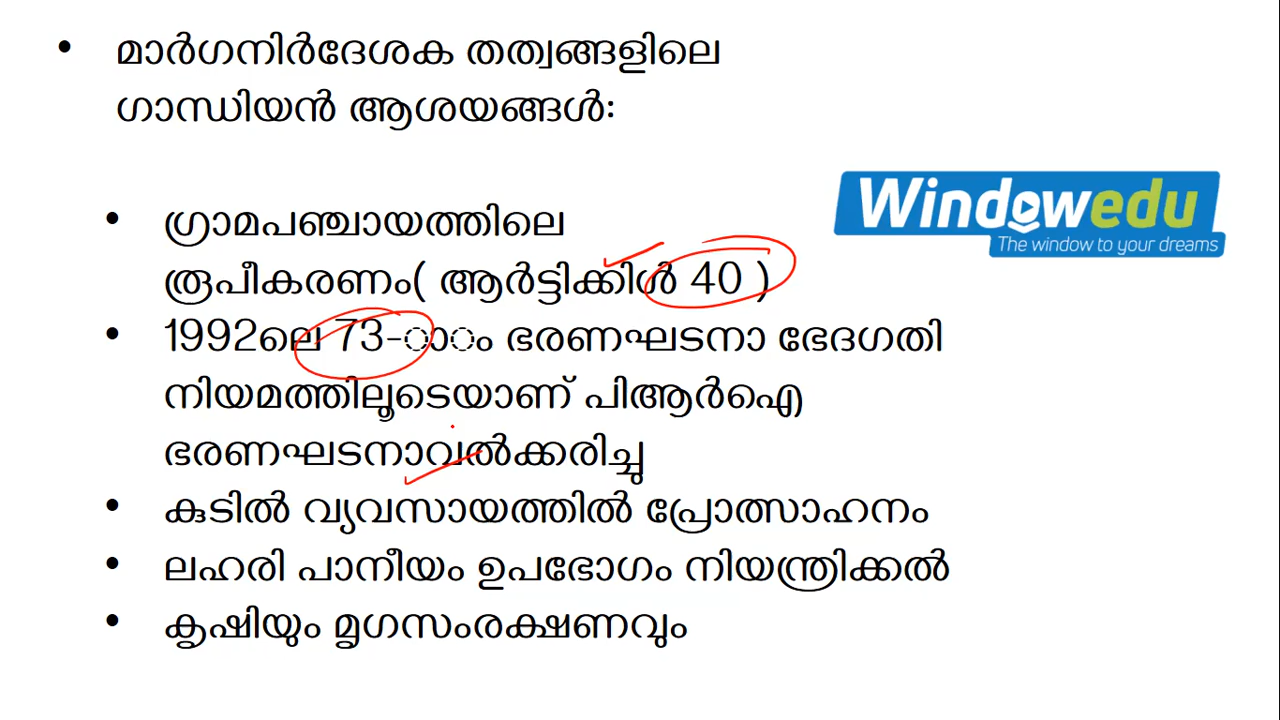 • മാർഗനിർദേശക തത്വങ്ങളിലെ
ഗാന്ധിയൻ ആശയങ്ങൾ:
Windowedu
The window to your dreams
• ഗ്രാമപഞ്ചായത്തിലെ
രൂപീകരണം( ആർട്ടിക്കിൾ 40 )
• 1992ലെ 73-ാാം ഭരണഘടനാ ഭേദഗതി
നിയമത്തിലൂടെയാണ് പിആർഐ
ഭരണഘടനാവൽക്കരിച്ചു
• കുടിൽ വ്യവസായത്തിൽ പ്രോത്സാഹനം
• ലഹരി പാനീയം ഉപഭോഗം നിയന്ത്രിക്കൽ
• കൃഷിയും മൃഗസംരക്ഷണവും